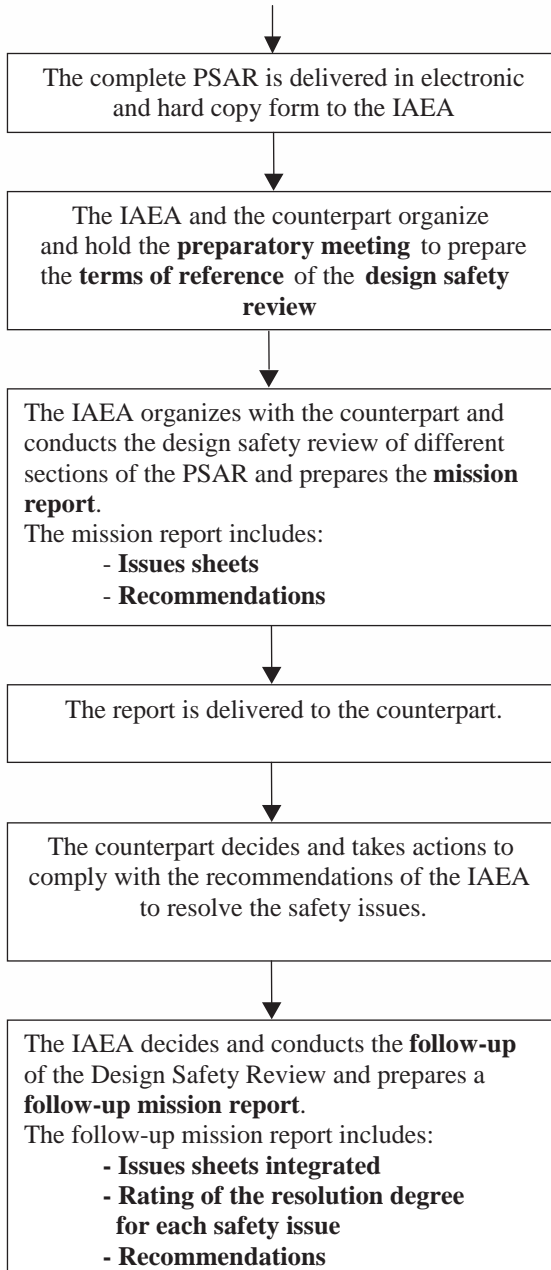 The complete PSAR is delivered in electronic
and hard copy form to the IAEA
The IAEA and the counterpart organize
and hold the preparatory meeting to prepare
the terms of reference of the design safety
review
The IAEA organizes with the counterpart and
conducts the design safety review of different
sections of the PSAR and prepares the mission
report.
The mission report includes:
- Issues sheets
- Recommendations
The report is delivered to the counterpart.
The counterpart decides and takes actions to
comply with the recommendations of the IAEA
to resolve the safety issues.
The IAEA decides and conducts the follow-up
of the Design Safety Review and prepares a
follow-up mission report.
The follow-up mission report includes:
- Issues sheets integrated
- Rating of the resolution degree
for each safety issue
- Recommendations